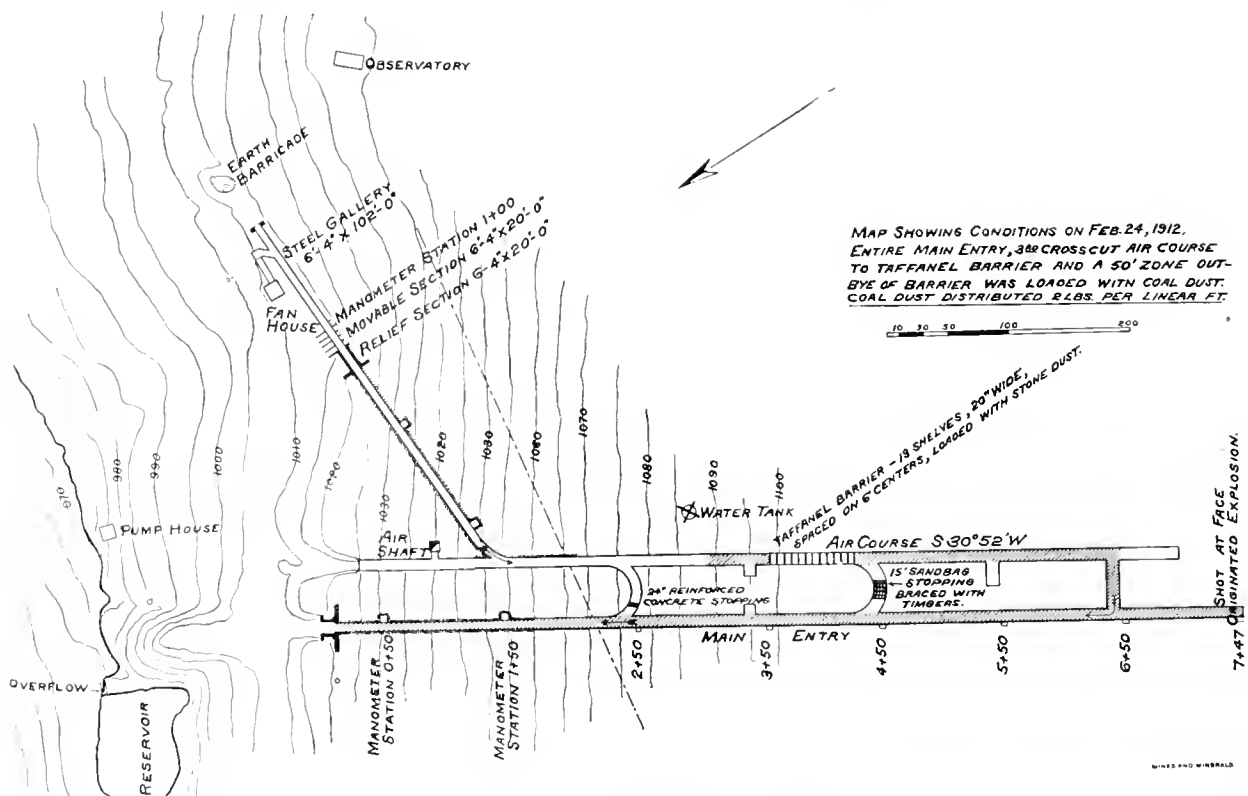 OBSERVATORY
EARTH
BARRICADE
STEEL GALLERY
6'-4" X 102'-0"
MANOMETER STATION 1+00
MOVABLE SECTION 6'-4"X20'-0"
RELIEF SECTION 6-4"X20'-0"
FAN
HOUSE
MAP SHOWING CONDITIONS ON FEB. 24, 1912.
ENTIRE MAIN ENTRY, 3RD CROSSCUT AIR COURSE
TO TAFFANEL BARRIER AND A 50' ZONE OUT-
BYE OF BARRIER WAS LOADED WITH COAL DUST.
COAL DUST DISTRIBUTED 2 LBS. PER LINEAR FT.
10 30 50 100 200
TAFFANEL BARRIER - 19 SHELVES, 20" WIDE,
SPACED ON 6' CENTERS, LOADED WITH STONE DUST.
970
980
990
1000
1010
1020
1030
1020
1030
1060
1070
1080
1090
1100
PUMP HOUSE
AIR
SHAFT
WATER TANK
AIR COURSE S 30° 52' W
24" REINFORCED
CONCRETE STOPPING
15' SANDBAG
STOPPING
BRACED WITH
TIMBERS.
SHOT AT FACE
ORIGINATED EXPLOSION.
MAIN ENTRY
2+50
3+50
4+50
5+50
6+50
7+47
MANOMETER
STATION 0+50
MANOMETER
STATION 1+50
OVERFLOW
RESERVOIR
MINES AND MINERALS